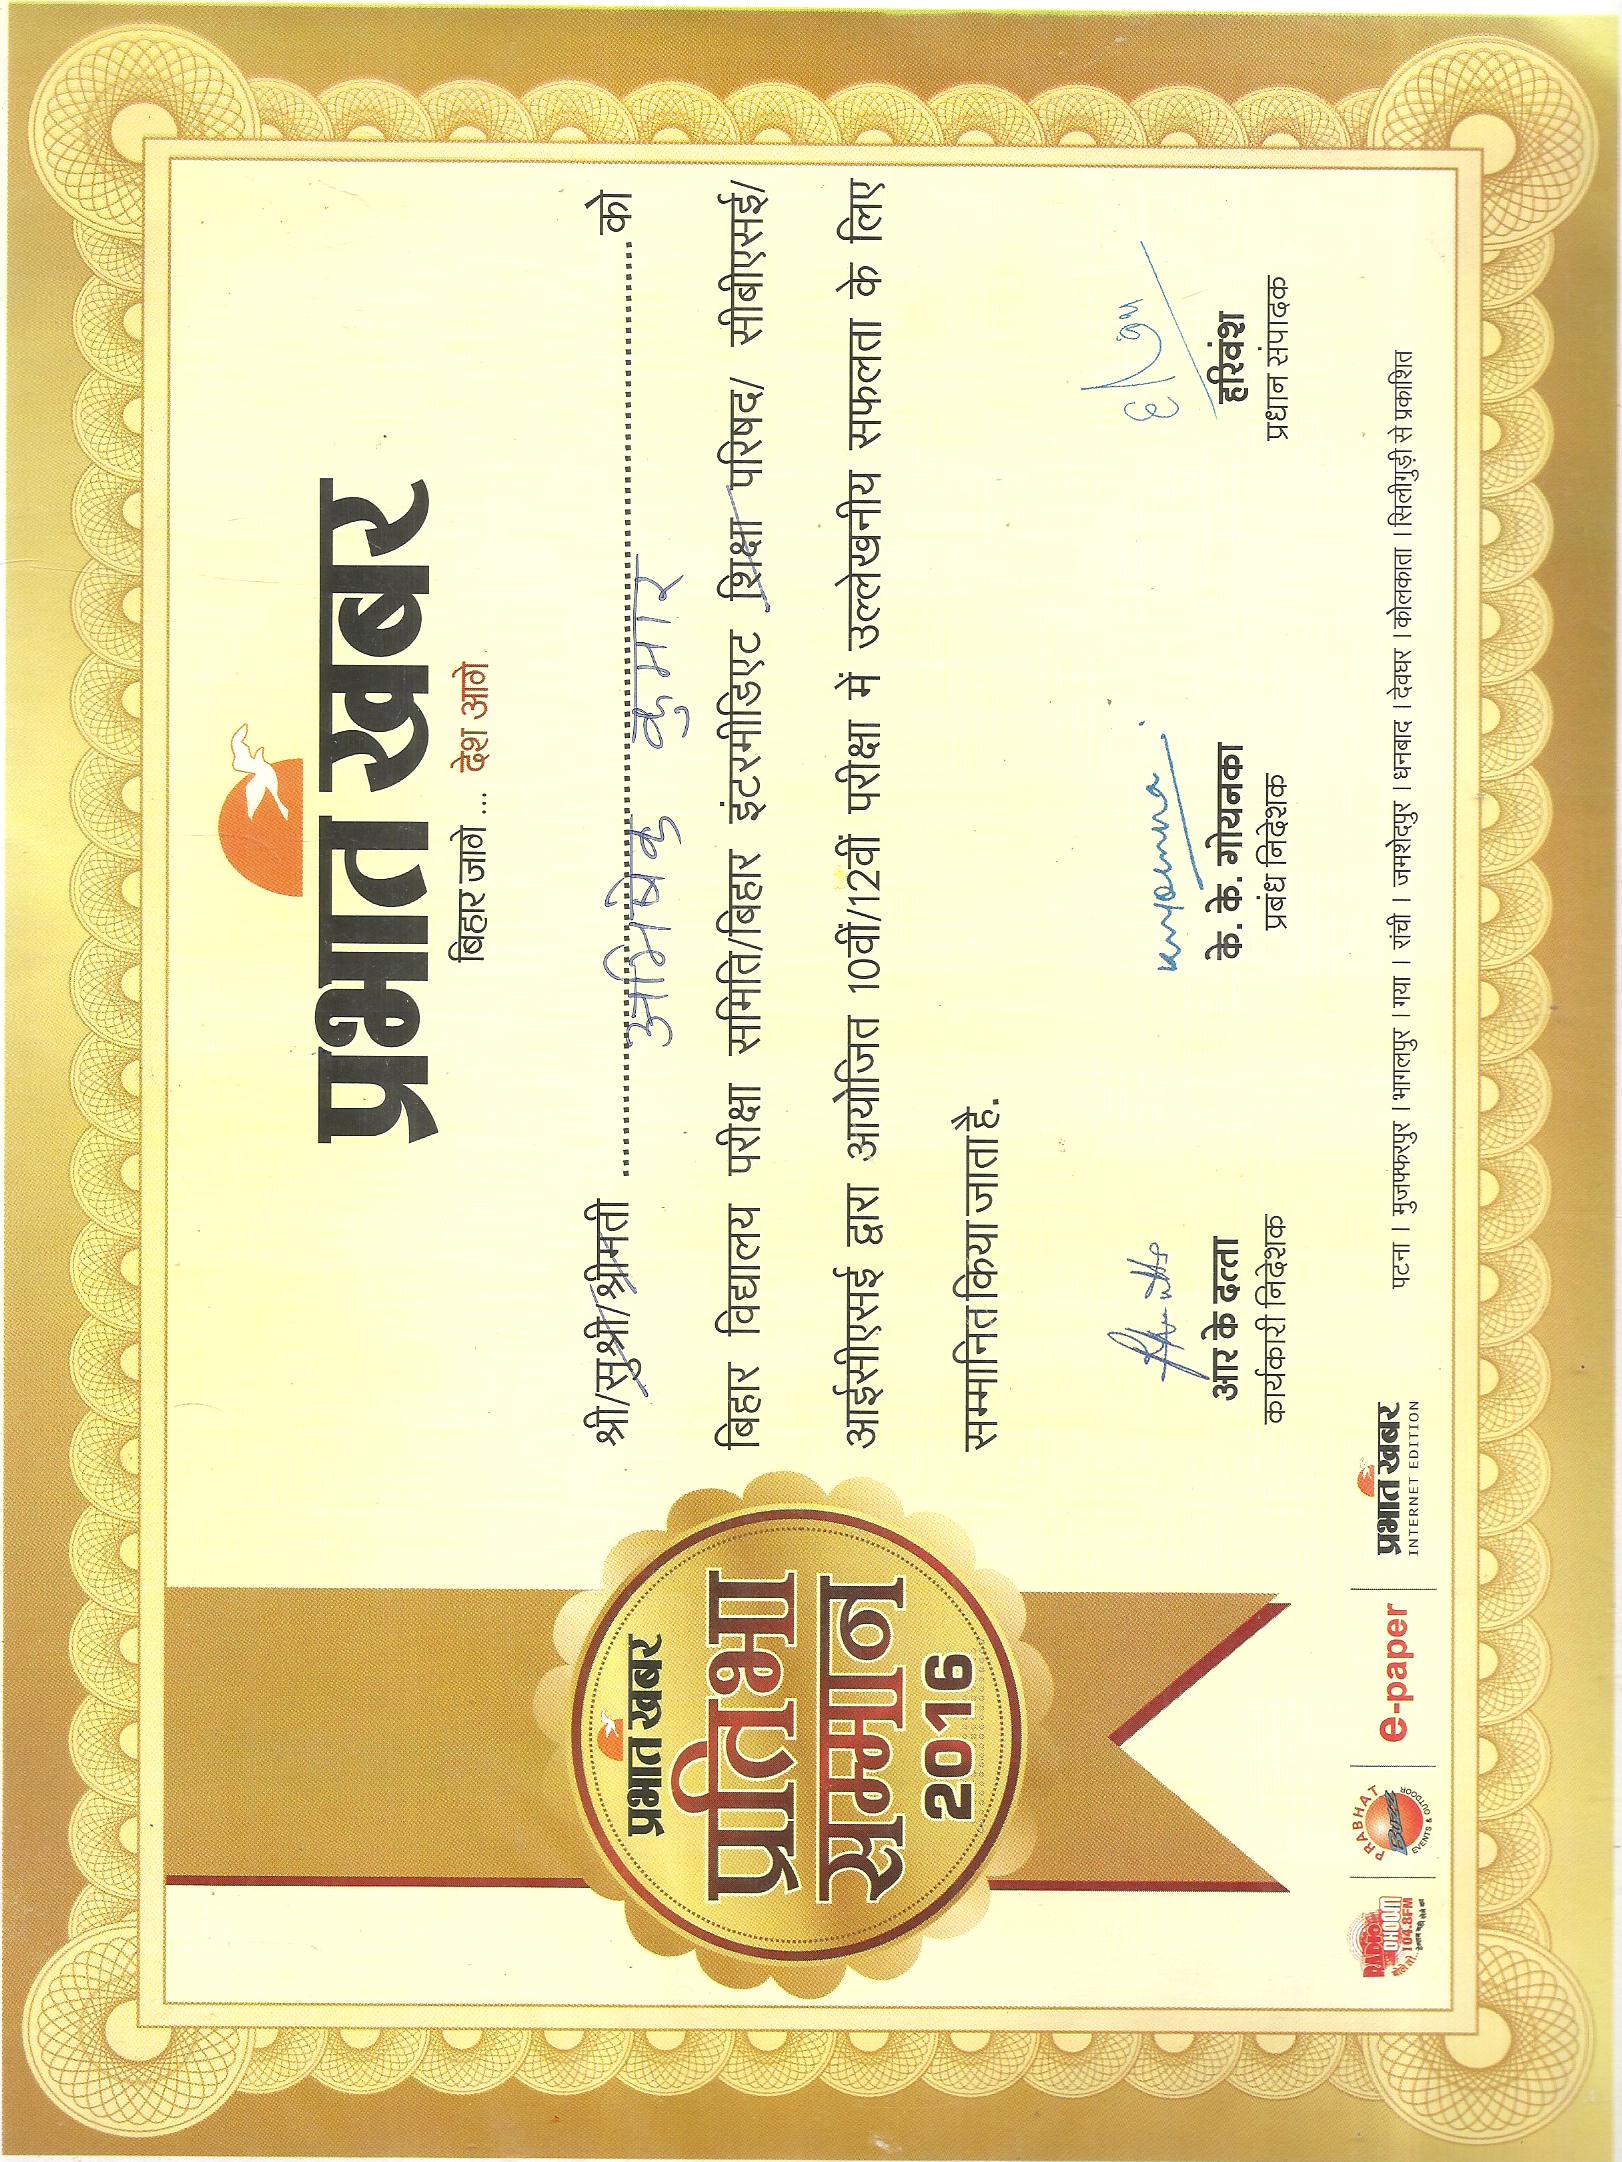 प्रभात खबर
बिहार जागे ... देश आगे
श्री/सुश्री/श्रीमती अभिषेक कुमार को
बिहार विद्यालय परीक्षा समिति/बिहार इंटरमीडिएट शिक्षा परिषद/ सीबीएसई/
आईसीएसई द्वारा आयोजित 10वीं/12वीं परीक्षा में उल्लेखनीय सफलता के लिए
सम्मानित किया जाता है.
प्रभात खबर
प्रतिभा
सम्मान
2016
आर के दत्ता
कार्यकारी निदेशक
के. के. गोयनका
प्रबंध निदेशक
हरिवंश
प्रधान संपादक
RADIO
DHOOM
104.8FM
PRABHAT
BUZZ
EVENTS & OUTDOOR
e-paper
प्रभात खबर
INTERNET EDITION
पटना । मुजफ्फरपुर । भागलपुर । गया । रांची । जमशेदपुर । धनबाद । देवघर । कोलकाता । सिलीगुड़ी से प्रकाशित